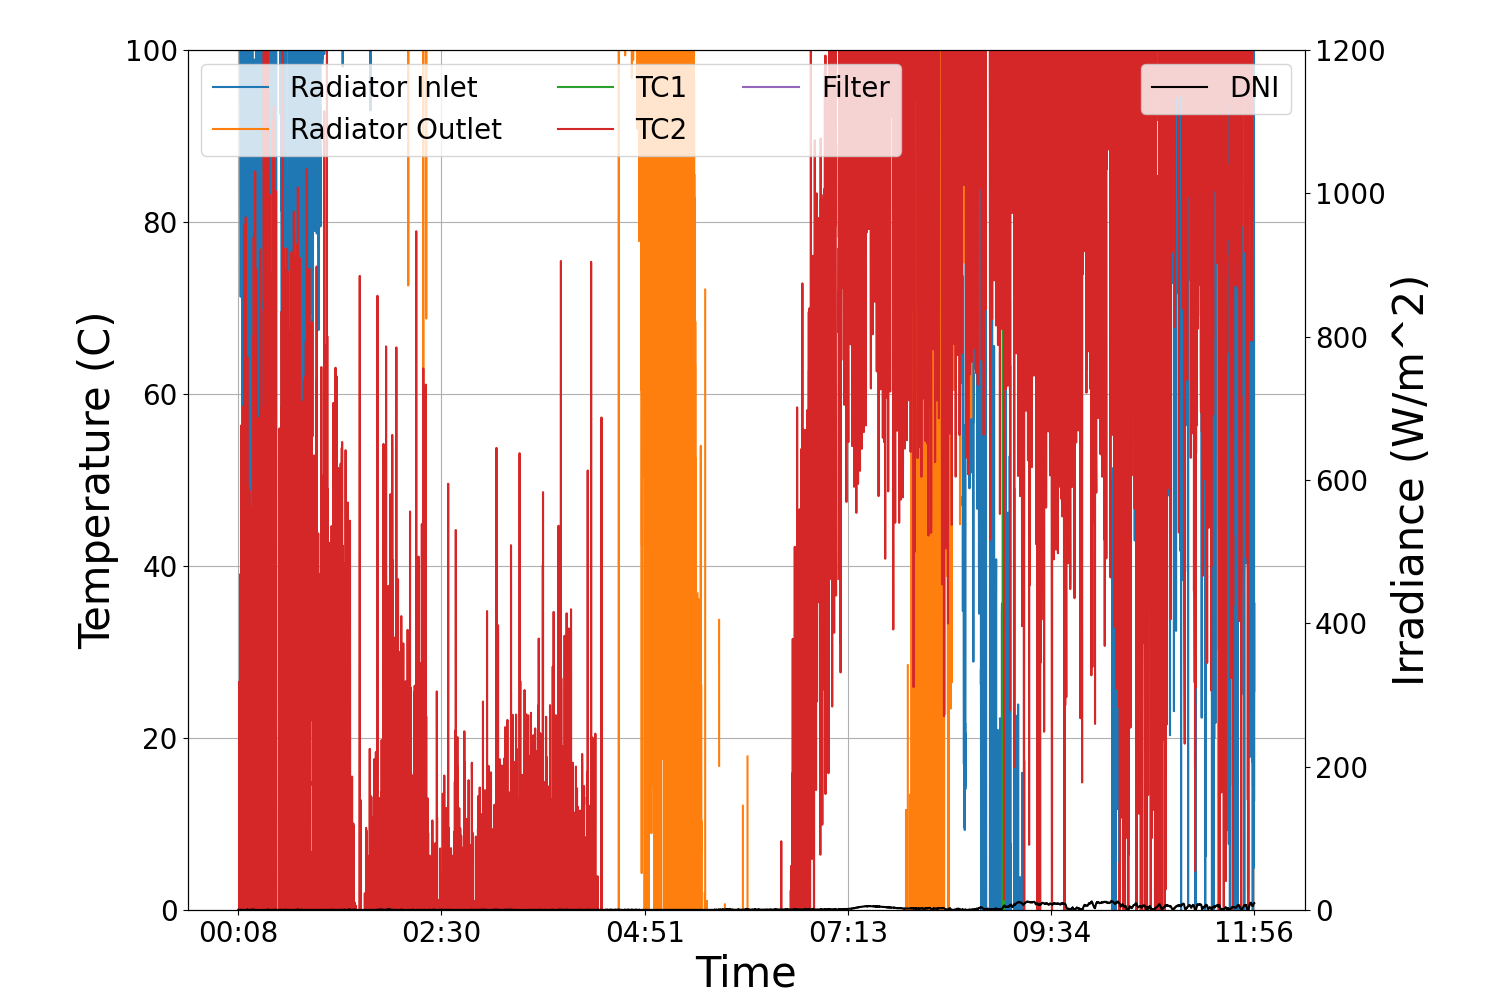 100
80
60
40
20
0
Temperature (C)
Radiator Inlet
Radiator Outlet
TC1
TC2
Filter
DNI
1200
1000
800
600
400
200
0
Irradiance (W/m^2)
00:08 02:30 04:51 07:13 09:34 11:56
Time